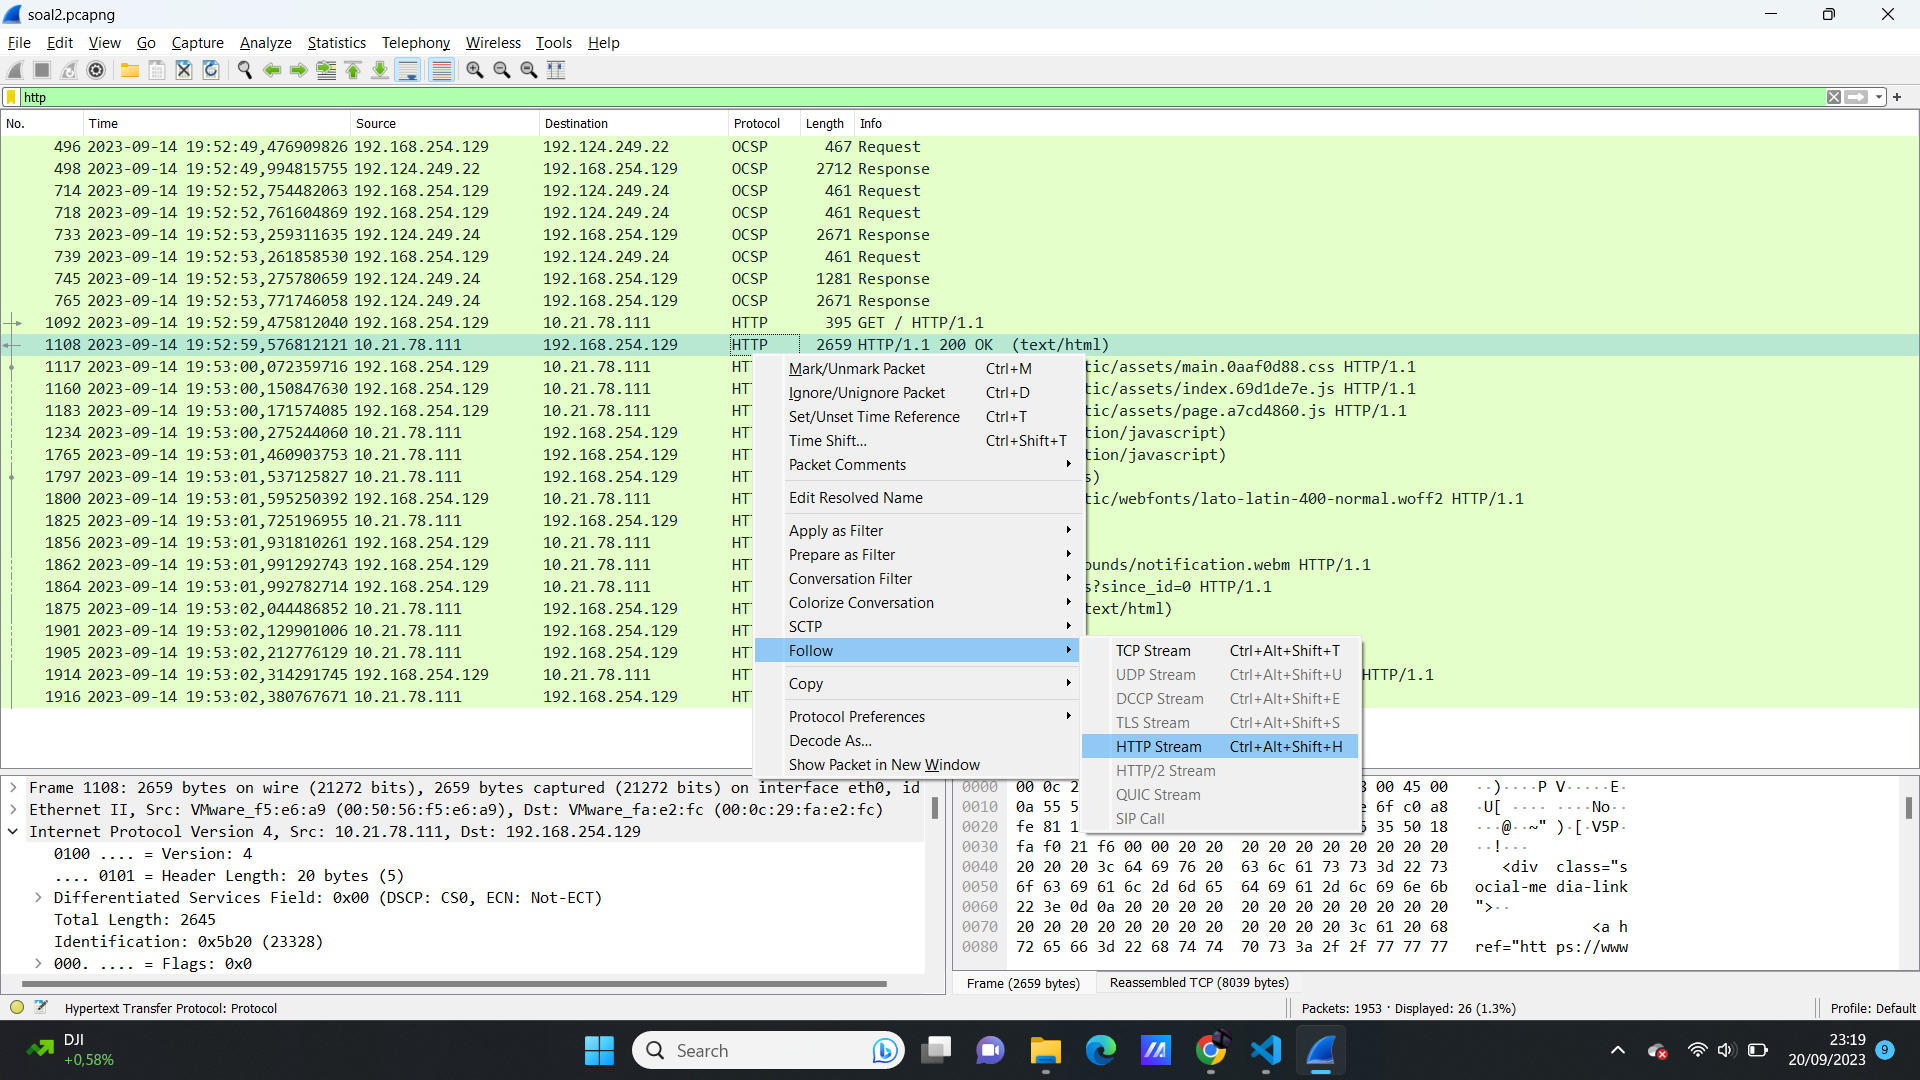 soal2.pcapng
File Edit View Go Capture Analyze Statistics Telephony Wireless Tools Help
http
No. Time Source Destination Protocol Length Info
496 2023-09-14 19:52:49,476909826 192.168.254.129 192.124.249.22 OCSP 467 Request
498 2023-09-14 19:52:49,994815755 192.124.249.22 192.168.254.129 OCSP 2712 Response
714 2023-09-14 19:52:52,754482063 192.168.254.129 192.124.249.24 OCSP 461 Request
718 2023-09-14 19:52:52,761604869 192.168.254.129 192.124.249.24 OCSP 461 Request
733 2023-09-14 19:52:53,259311635 192.124.249.24 192.168.254.129 OCSP 2671 Response
739 2023-09-14 19:52:53,261858530 192.168.254.129 192.124.249.24 OCSP 461 Request
745 2023-09-14 19:52:53,275780659 192.124.249.24 192.168.254.129 OCSP 1281 Response
765 2023-09-14 19:52:53,771746058 192.124.249.24 192.168.254.129 OCSP 2671 Response
1092 2023-09-14 19:52:59,475812040 192.168.254.129 10.21.78.111 HTTP 395 GET / HTTP/1.1
1108 2023-09-14 19:52:59,576812121 10.21.78.111 192.168.254.129 HTTP 2659 HTTP/1.1 200 OK (text/html)
1117 2023-09-14 19:53:00,072359716 192.168.254.129 10.21.78.111 HT tic/assets/main.0aaf0d88.css HTTP/1.1
1160 2023-09-14 19:53:00,150847630 192.168.254.129 10.21.78.111 HT tic/assets/index.69d1de7e.js HTTP/1.1
1183 2023-09-14 19:53:00,171574085 192.168.254.129 10.21.78.111 HT tic/assets/page.a7cd4860.js HTTP/1.1
1234 2023-09-14 19:53:00,275244060 10.21.78.111 192.168.254.129 HT tion/javascript)
1765 2023-09-14 19:53:01,460903753 10.21.78.111 192.168.254.129 HT tion/javascript)
1797 2023-09-14 19:53:01,537125827 10.21.78.111 192.168.254.129 HT s)
1800 2023-09-14 19:53:01,595250392 192.168.254.129 10.21.78.111 HT tic/webfonts/lato-latin-400-normal.woff2 HTTP/1.1
1825 2023-09-14 19:53:01,725196955 10.21.78.111 192.168.254.129 HT
1856 2023-09-14 19:53:01,931810261 192.168.254.129 10.21.78.111 HT
1862 2023-09-14 19:53:01,991292743 192.168.254.129 10.21.78.111 HT ounds/notification.webm HTTP/1.1
1864 2023-09-14 19:53:01,992782714 192.168.254.129 10.21.78.111 HT s?since_id=0 HTTP/1.1
1875 2023-09-14 19:53:02,044486852 10.21.78.111 192.168.254.129 HT text/html)
1901 2023-09-14 19:53:02,129901006 10.21.78.111 192.168.254.129 HT
1905 2023-09-14 19:53:02,212776129 10.21.78.111 192.168.254.129 HT
1914 2023-09-14 19:53:02,314291745 192.168.254.129 10.21.78.111 HT HTTP/1.1
1916 2023-09-14 19:53:02,380767671 10.21.78.111 192.168.254.129 HT
Mark/Unmark Packet Ctrl+M
Ignore/Unignore Packet Ctrl+D
Set/Unset Time Reference Ctrl+T
Time Shift... Ctrl+Shift+T
Packet Comments
Edit Resolved Name
Apply as Filter
Prepare as Filter
Conversation Filter
Colorize Conversation
SCTP
Follow
Copy
Protocol Preferences
Decode As...
Show Packet in New Window
TCP Stream Ctrl+Alt+Shift+T
UDP Stream Ctrl+Alt+Shift+U
DCCP Stream Ctrl+Alt+Shift+E
TLS Stream Ctrl+Alt+Shift+S
HTTP Stream Ctrl+Alt+Shift+H
HTTP/2 Stream
QUIC Stream
SIP Call
Frame 1108: 2659 bytes on wire (21272 bits), 2659 bytes captured (21272 bits) on interface eth0, id
Ethernet II, Src: VMware_f5:e6:a9 (00:50:56:f5:e6:a9), Dst: VMware_fa:e2:fc (00:0c:29:fa:e2:fc)
Internet Protocol Version 4, Src: 10.21.78.111, Dst: 192.168.254.129
0100 .... = Version: 4
.... 0101 = Header Length: 20 bytes (5)
Differentiated Services Field: 0x00 (DSCP: CS0, ECN: Not-ECT)
Total Length: 2645
Identification: 0x5b20 (23328)
000. .... = Flags: 0x0
0000 00 0c 2 8 00 45 00 ··)····P V·····E·
0010 0a 55 5 e 6f c0 a8 ·U[ ···· ····No··
0020 fe 81 1 6 35 50 18 ···@··~" )·[·V5P·
0030 fa f0 21 f6 00 00 20 20 20 20 20 20 20 20 20 20 ··!···
0040 20 20 20 3c 64 69 76 20 63 6c 61 73 73 3d 22 73 <div class="s
0050 6f 63 69 61 6c 2d 6d 65 64 69 61 2d 6c 69 6e 6b ocial-me dia-link
0060 22 3e 0d 0a 20 20 20 20 20 20 20 20 20 20 20 20 ">··
0070 20 20 20 20 20 20 20 20 20 20 20 20 3c 61 20 68 <a h
0080 72 65 66 3d 22 68 74 74 70 73 3a 2f 2f 77 77 77 ref="htt ps://www
Frame (2659 bytes) Reassembled TCP (8039 bytes)
Hypertext Transfer Protocol: Protocol
Packets: 1953 · Displayed: 26 (1.3%)
Profile: Default
DJI
+0,58%
Search
23:19
20/09/2023
9